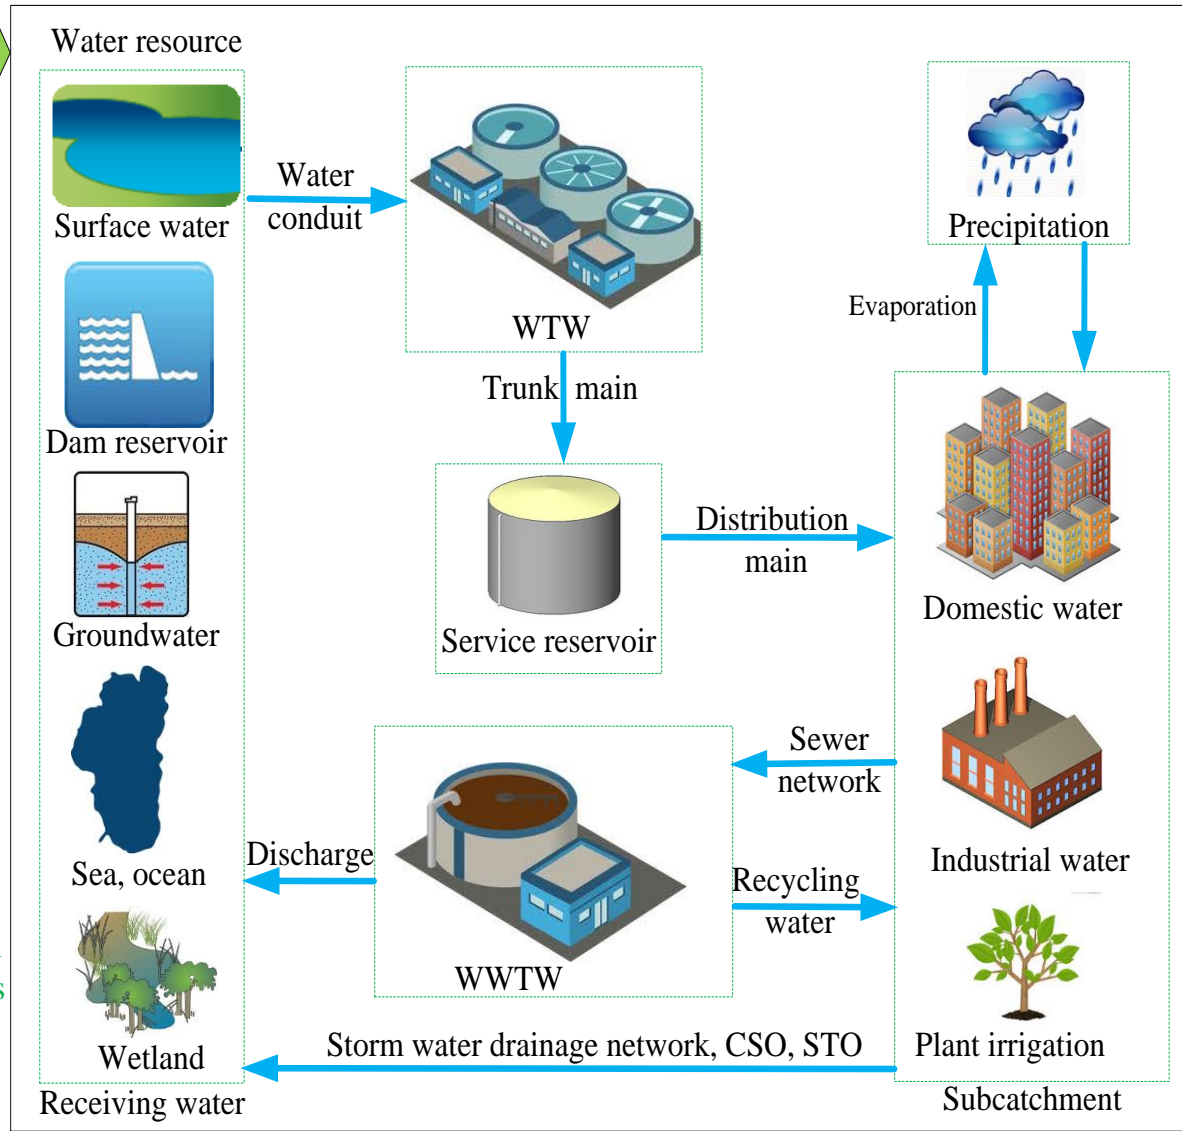 Water resource
Surface water
Dam reservoir
Groundwater
Sea, ocean
Wetland
Receiving water
Water
conduit
WTW
Trunk main
Service reservoir
Distribution
main
Precipitation
Evaporation
Domestic water
Industrial water
Plant irrigation
Subcatchment
Sewer
network
Discharge
WWTW
Recycling
water
Storm water drainage network, CSO, STO
s